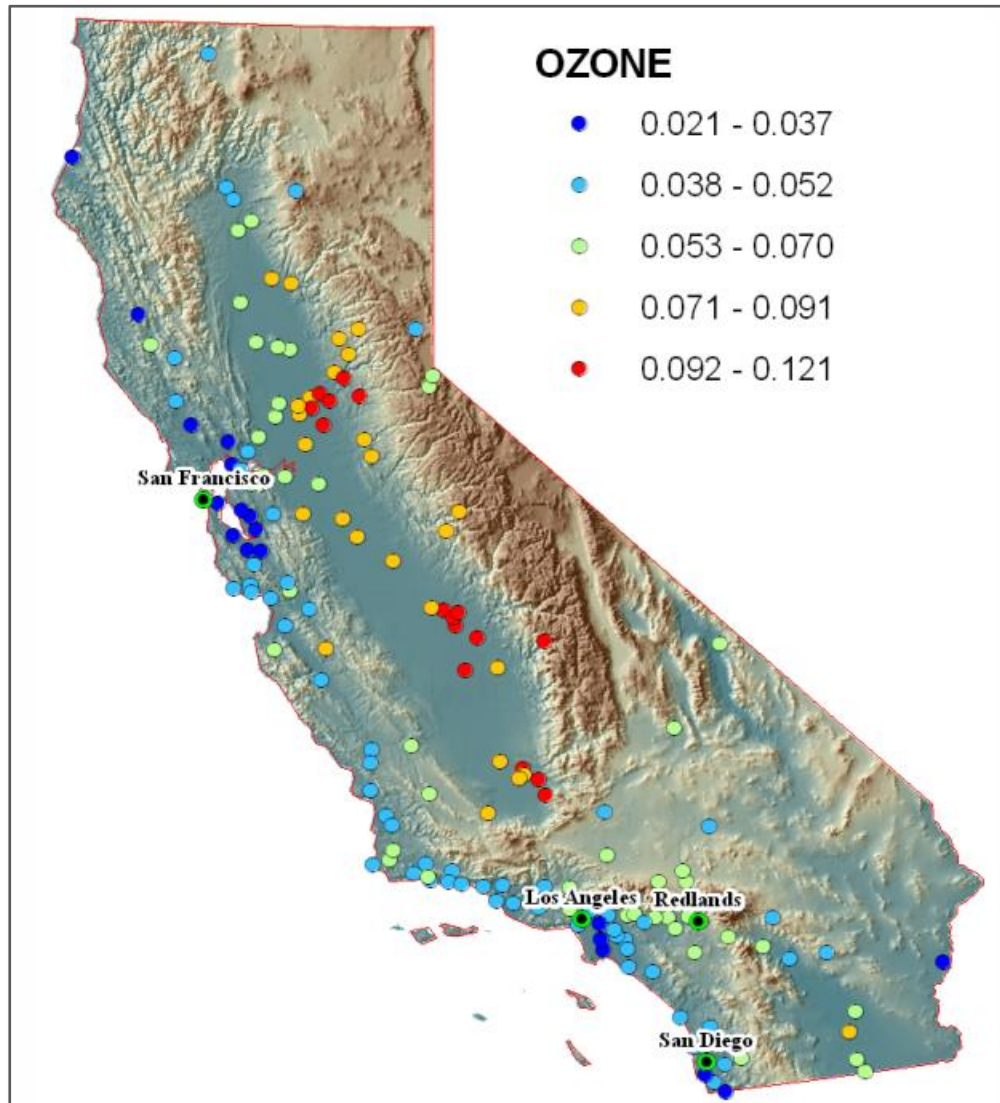 OZONE
0.021 - 0.037
0.038 - 0.052
0.053 - 0.070
0.071 - 0.091
0.092 - 0.121
San Francisco
Los Angeles
Redlands
San Diego